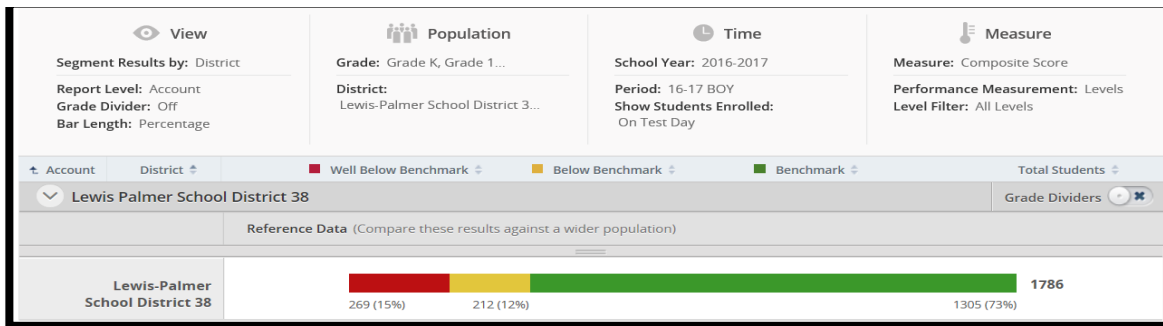 View
Segment Results by: District
Report Level: Account
Grade Divider: Off
Bar Length: Percentage
Population
Grade: Grade K, Grade 1...
District:
Lewis-Palmer School District 3...
Time
School Year: 2016-2017
Period: 16-17 BOY
Show Students Enrolled:
On Test Day
Measure
Measure: Composite Score
Performance Measurement: Levels
Level Filter: All Levels
Account District Well Below Benchmark Below Benchmark Benchmark Total Students
Lewis Palmer School District 38 Grade Dividers
Reference Data (Compare these results against a wider population)
Lewis-Palmer
School District 38
1786
269 (15%) 212 (12%) 1305 (73%)